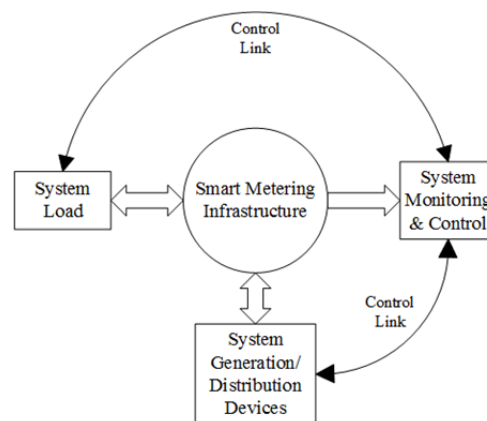 Control
Link
System
Load
Smart Metering
Infrastructure
System
Monitoring
& Control
Control
Link
System
Generation/
Distribution
Devices